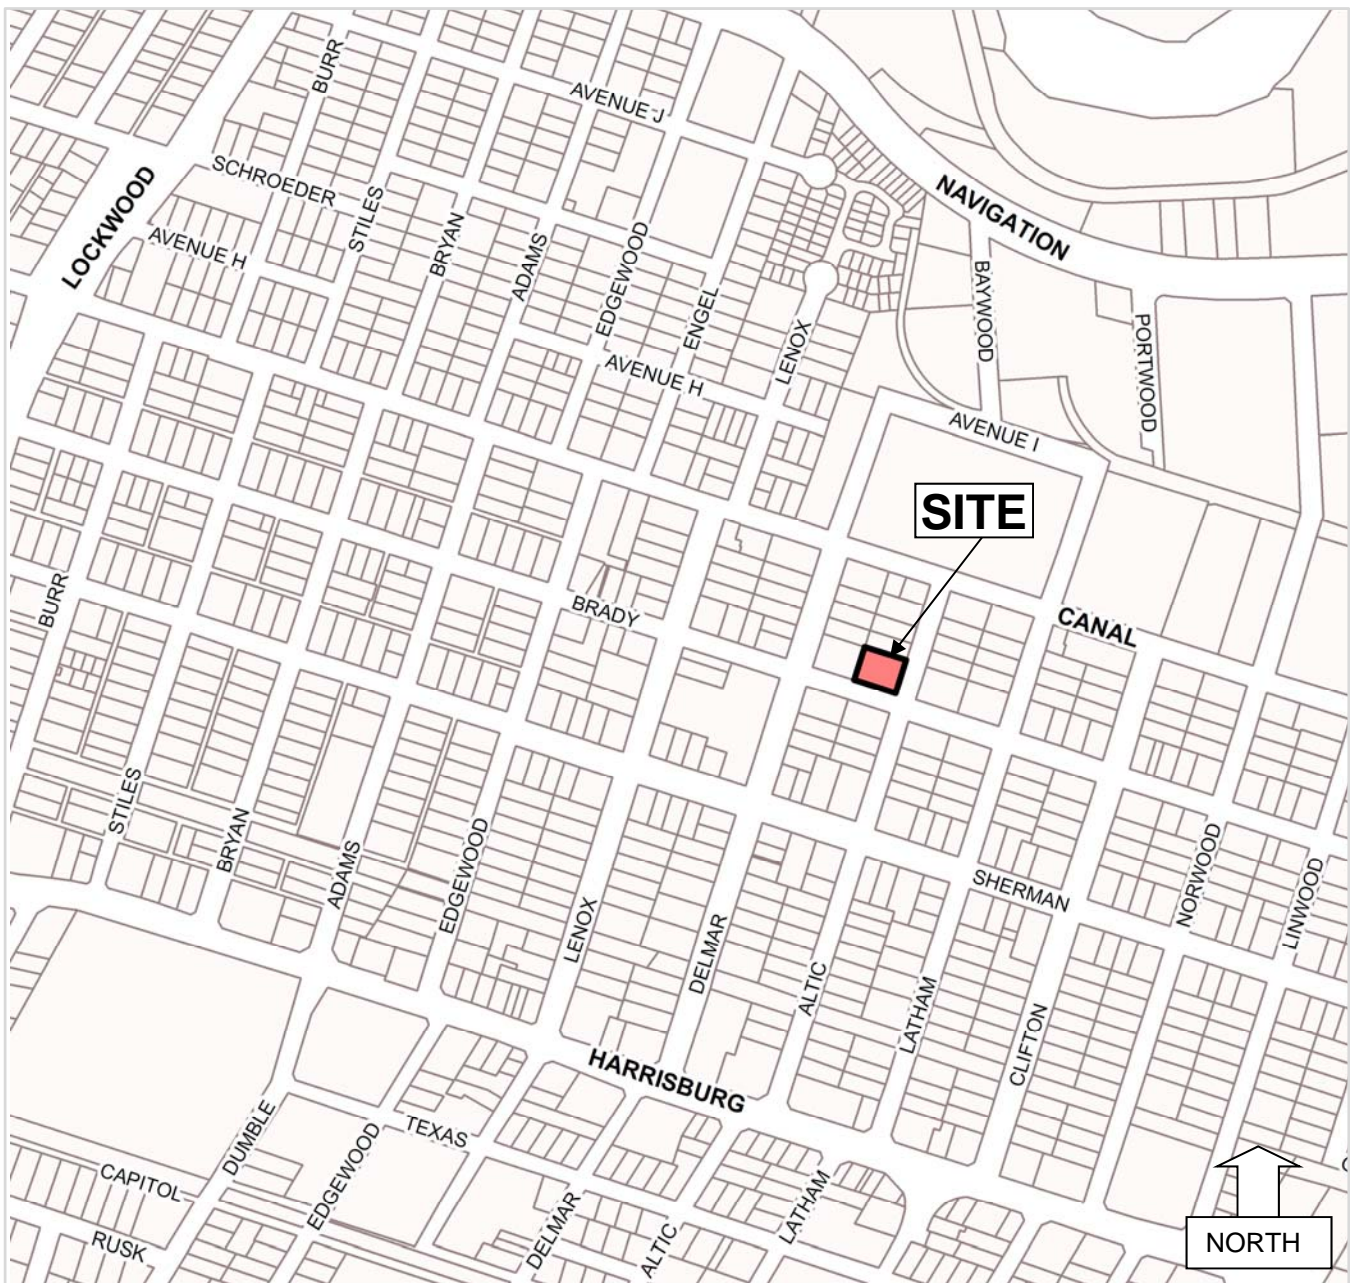 BURR
AVENUE J
SCHROEDER
LOCKWOOD
NAVIGATION
STILES
AVENUE H
BRYAN
ADAMS
EDGEWOOD
ENGEL
BAYWOOD
LENOX
PORTWOOD
AVENUE H
AVENUE I
SITE
BURR
BRADY
CANAL
STILES
BRYAN
ADAMS
EDGEWOOD
NORWOOD
LINWOOD
SHERMAN
LENOX
DELMAR
ALTIC
LATHAM
CLIFTON
HARRISBURG
DUMBLE
TEXAS
EDGEWOOD
CAPITOL
LATHAM
DELMAR
ALTIC
RUSK
NORTH